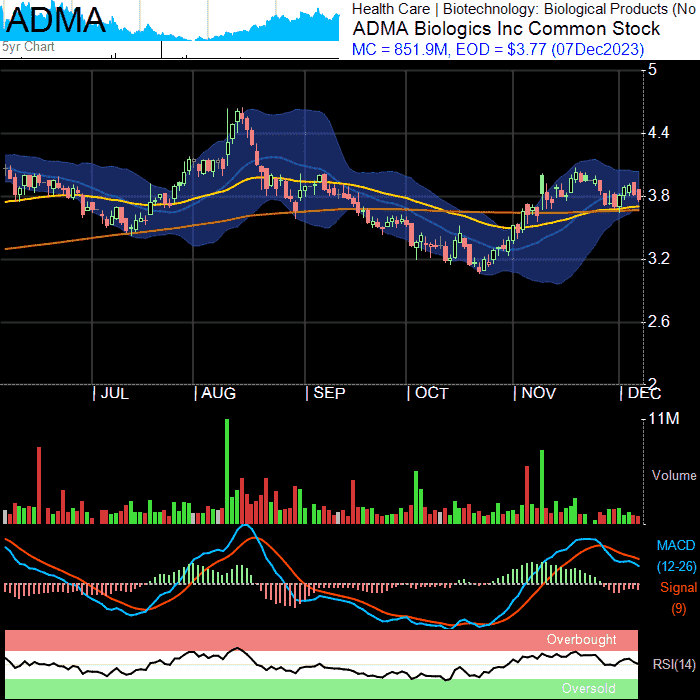 ADMA
5yr Chart
Health Care | Biotechnology: Biological Products (No
ADMA Biologics Inc Common Stock
MC = 851.9M, EOD = $3.77 (07Dec2023)
5
4.4
3.8
3.2
2.6
2
| JUL | AUG | SEP | OCT | NOV | DEC
11M
Volume
MACD
(12-26)
Signal
(9)
Overbought
RSI(14)
Oversold